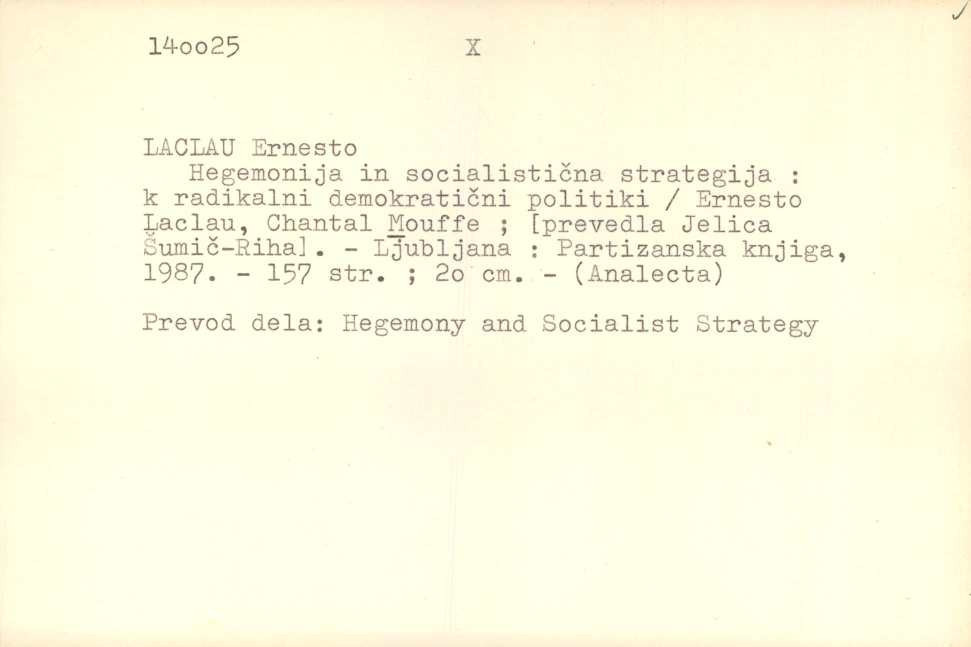 14oo25 X
LACLAU Ernesto
Hegemonija in socialistična strategija :
k radikalni demokratični politiki / Ernesto
Laclau, Chantal Mouffe ; [prevedla Jelica
Šumič-Riha]. - Ljubljana : Partizanska knjiga,
1987. - 157 str. ; 2o cm. - (Analecta)
Prevod dela: Hegemony and Socialist Strategy